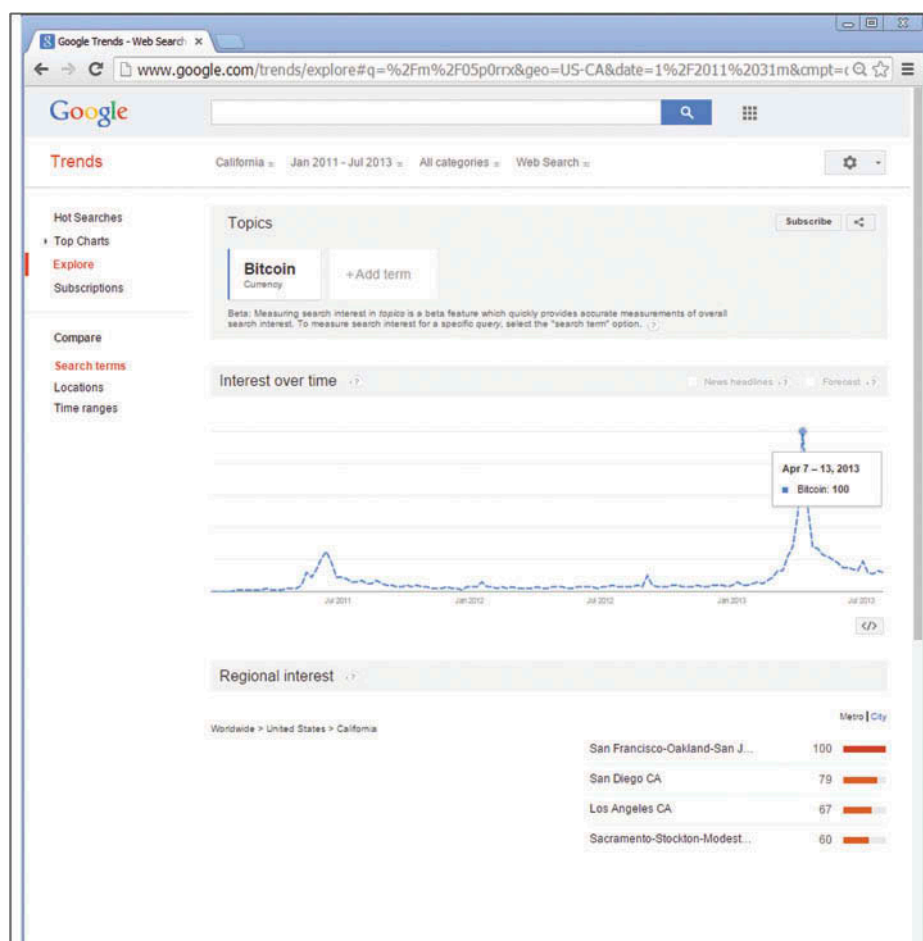 Google Trends - Web Search
www.google.com/trends/explore#q=%2Fm%2F05p0rrx&geo=US-CA&date=1%2F2011%2031m&cmpt=
Google
Trends
California Jan 2011 - Jul 2013 All categories Web Search
Hot Searches
Top Charts
Explore
Subscriptions
Compare
Search terms
Locations
Time ranges
Topics
Subscribe
Bitcoin
Currency
+Add term
Beta: Measuring search interest in topics is a beta feature which quickly provides accurate measurements of overall
search interest. To measure search interest for a specific query, select the "search term" option. ?
Interest over time ?
News headlines ? Forecast ?
Apr 7 – 13, 2013
Bitcoin: 100
Jul 2011 Jan 2012 Jul 2012 Jan 2013 Jul 2013
</>
Regional interest ?
Metro | City
Worldwide > United States > California
San Francisco-Oakland-San J... 100
San Diego CA 79
Los Angeles CA 67
Sacramento-Stockton-Modest... 60